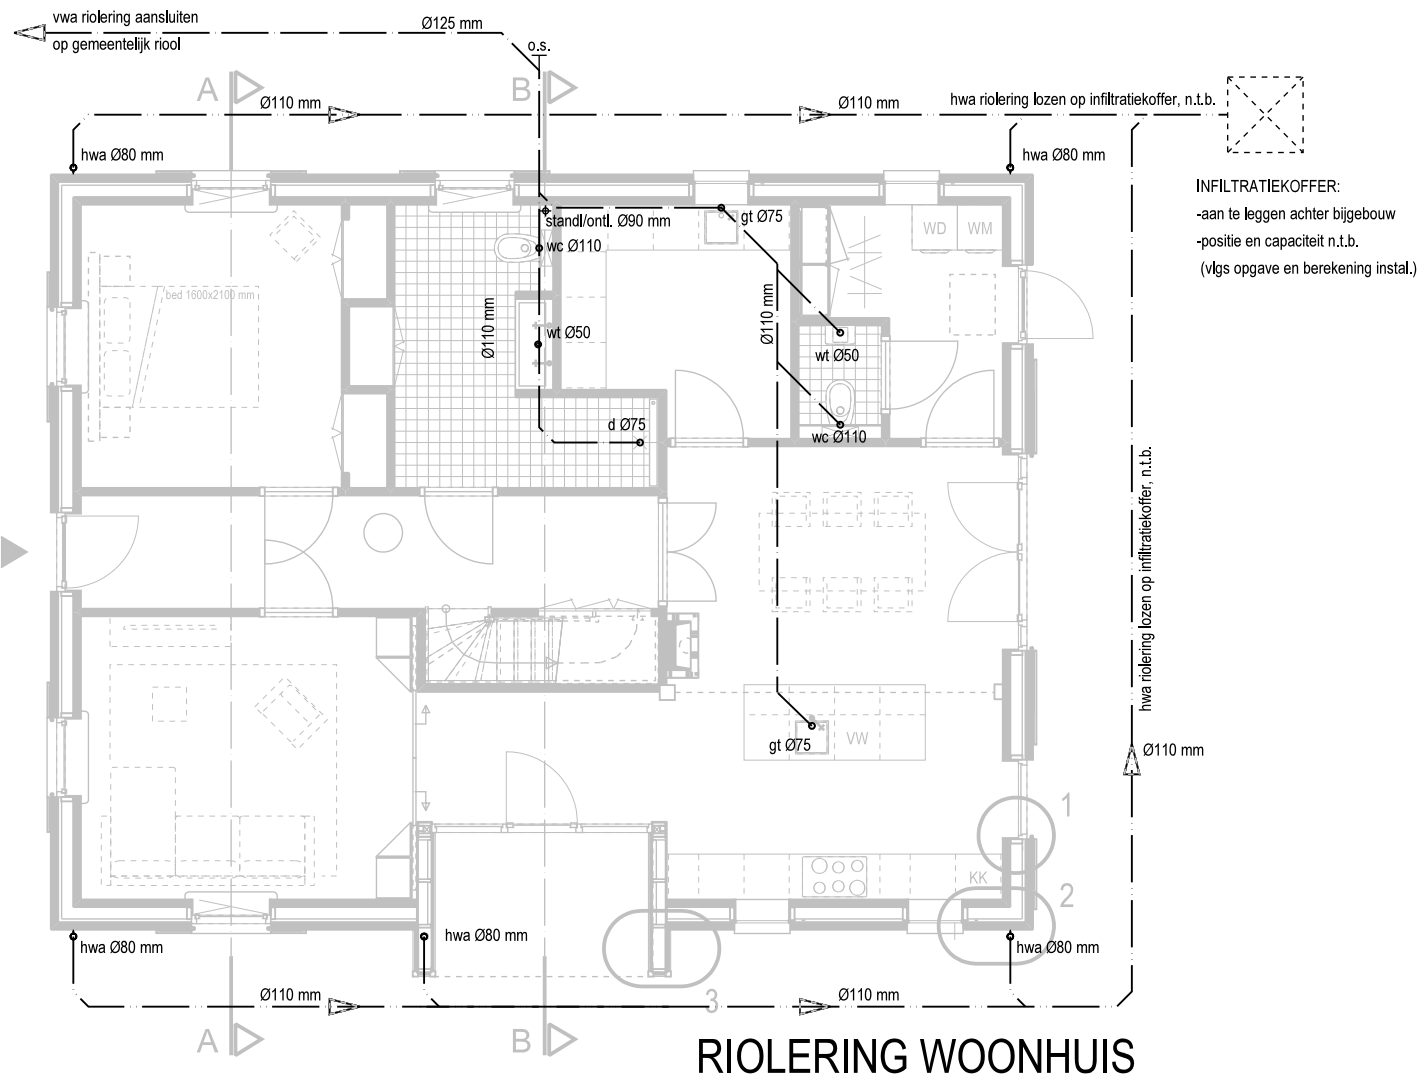 vwa riolering aansluiten
op gemeentelijk riool
Ø125 mm
o.s.
A
B
Ø110 mm
Ø110 mm
hwa riolering lozen op infiltratiekoffer, n.t.b.
hwa Ø80 mm
hwa Ø80 mm
INFILTRATIEKOFFER:
-aan te leggen achter bijgebouw
-positie en capaciteit n.t.b.
(vlgs opgave en berekening instal.)
standl/ontl. Ø90 mm
gt Ø75
WD
WM
wc Ø110
bed 1600x2100 mm
Ø110 mm
wt Ø50
Ø110 mm
wt Ø50
d Ø75
wc Ø110
hwa riolering lozen op infiltratiekoffer, n.t.b.
gt Ø75
VW
Ø110 mm
1
KK
2
hwa Ø80 mm
hwa Ø80 mm
hwa Ø80 mm
Ø110 mm
3
Ø110 mm
A
B
RIOLERING WOONHUIS